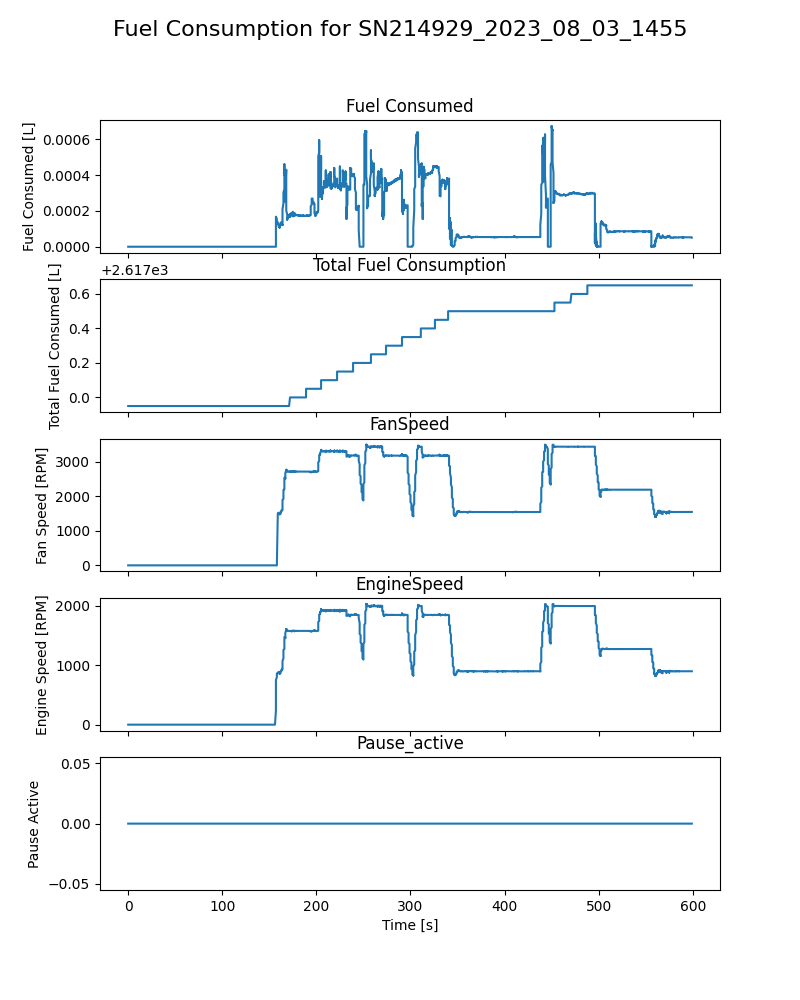 Fuel Consumption for SN214929_2023_08_03_1455
Fuel Consumed
Fuel Consumed [L]
0.0006
0.0004
0.0002
0.0000
Total Fuel Consumption
+2.617e3
Total Fuel Consumed [L]
0.6
0.4
0.2
0.0
FanSpeed
Fan Speed [RPM]
3000
2000
1000
0
EngineSpeed
Engine Speed [RPM]
2000
1000
0
Pause_active
Pause Active
0.05
0.00
−0.05
0 100 200 300 400 500 600
Time [s]